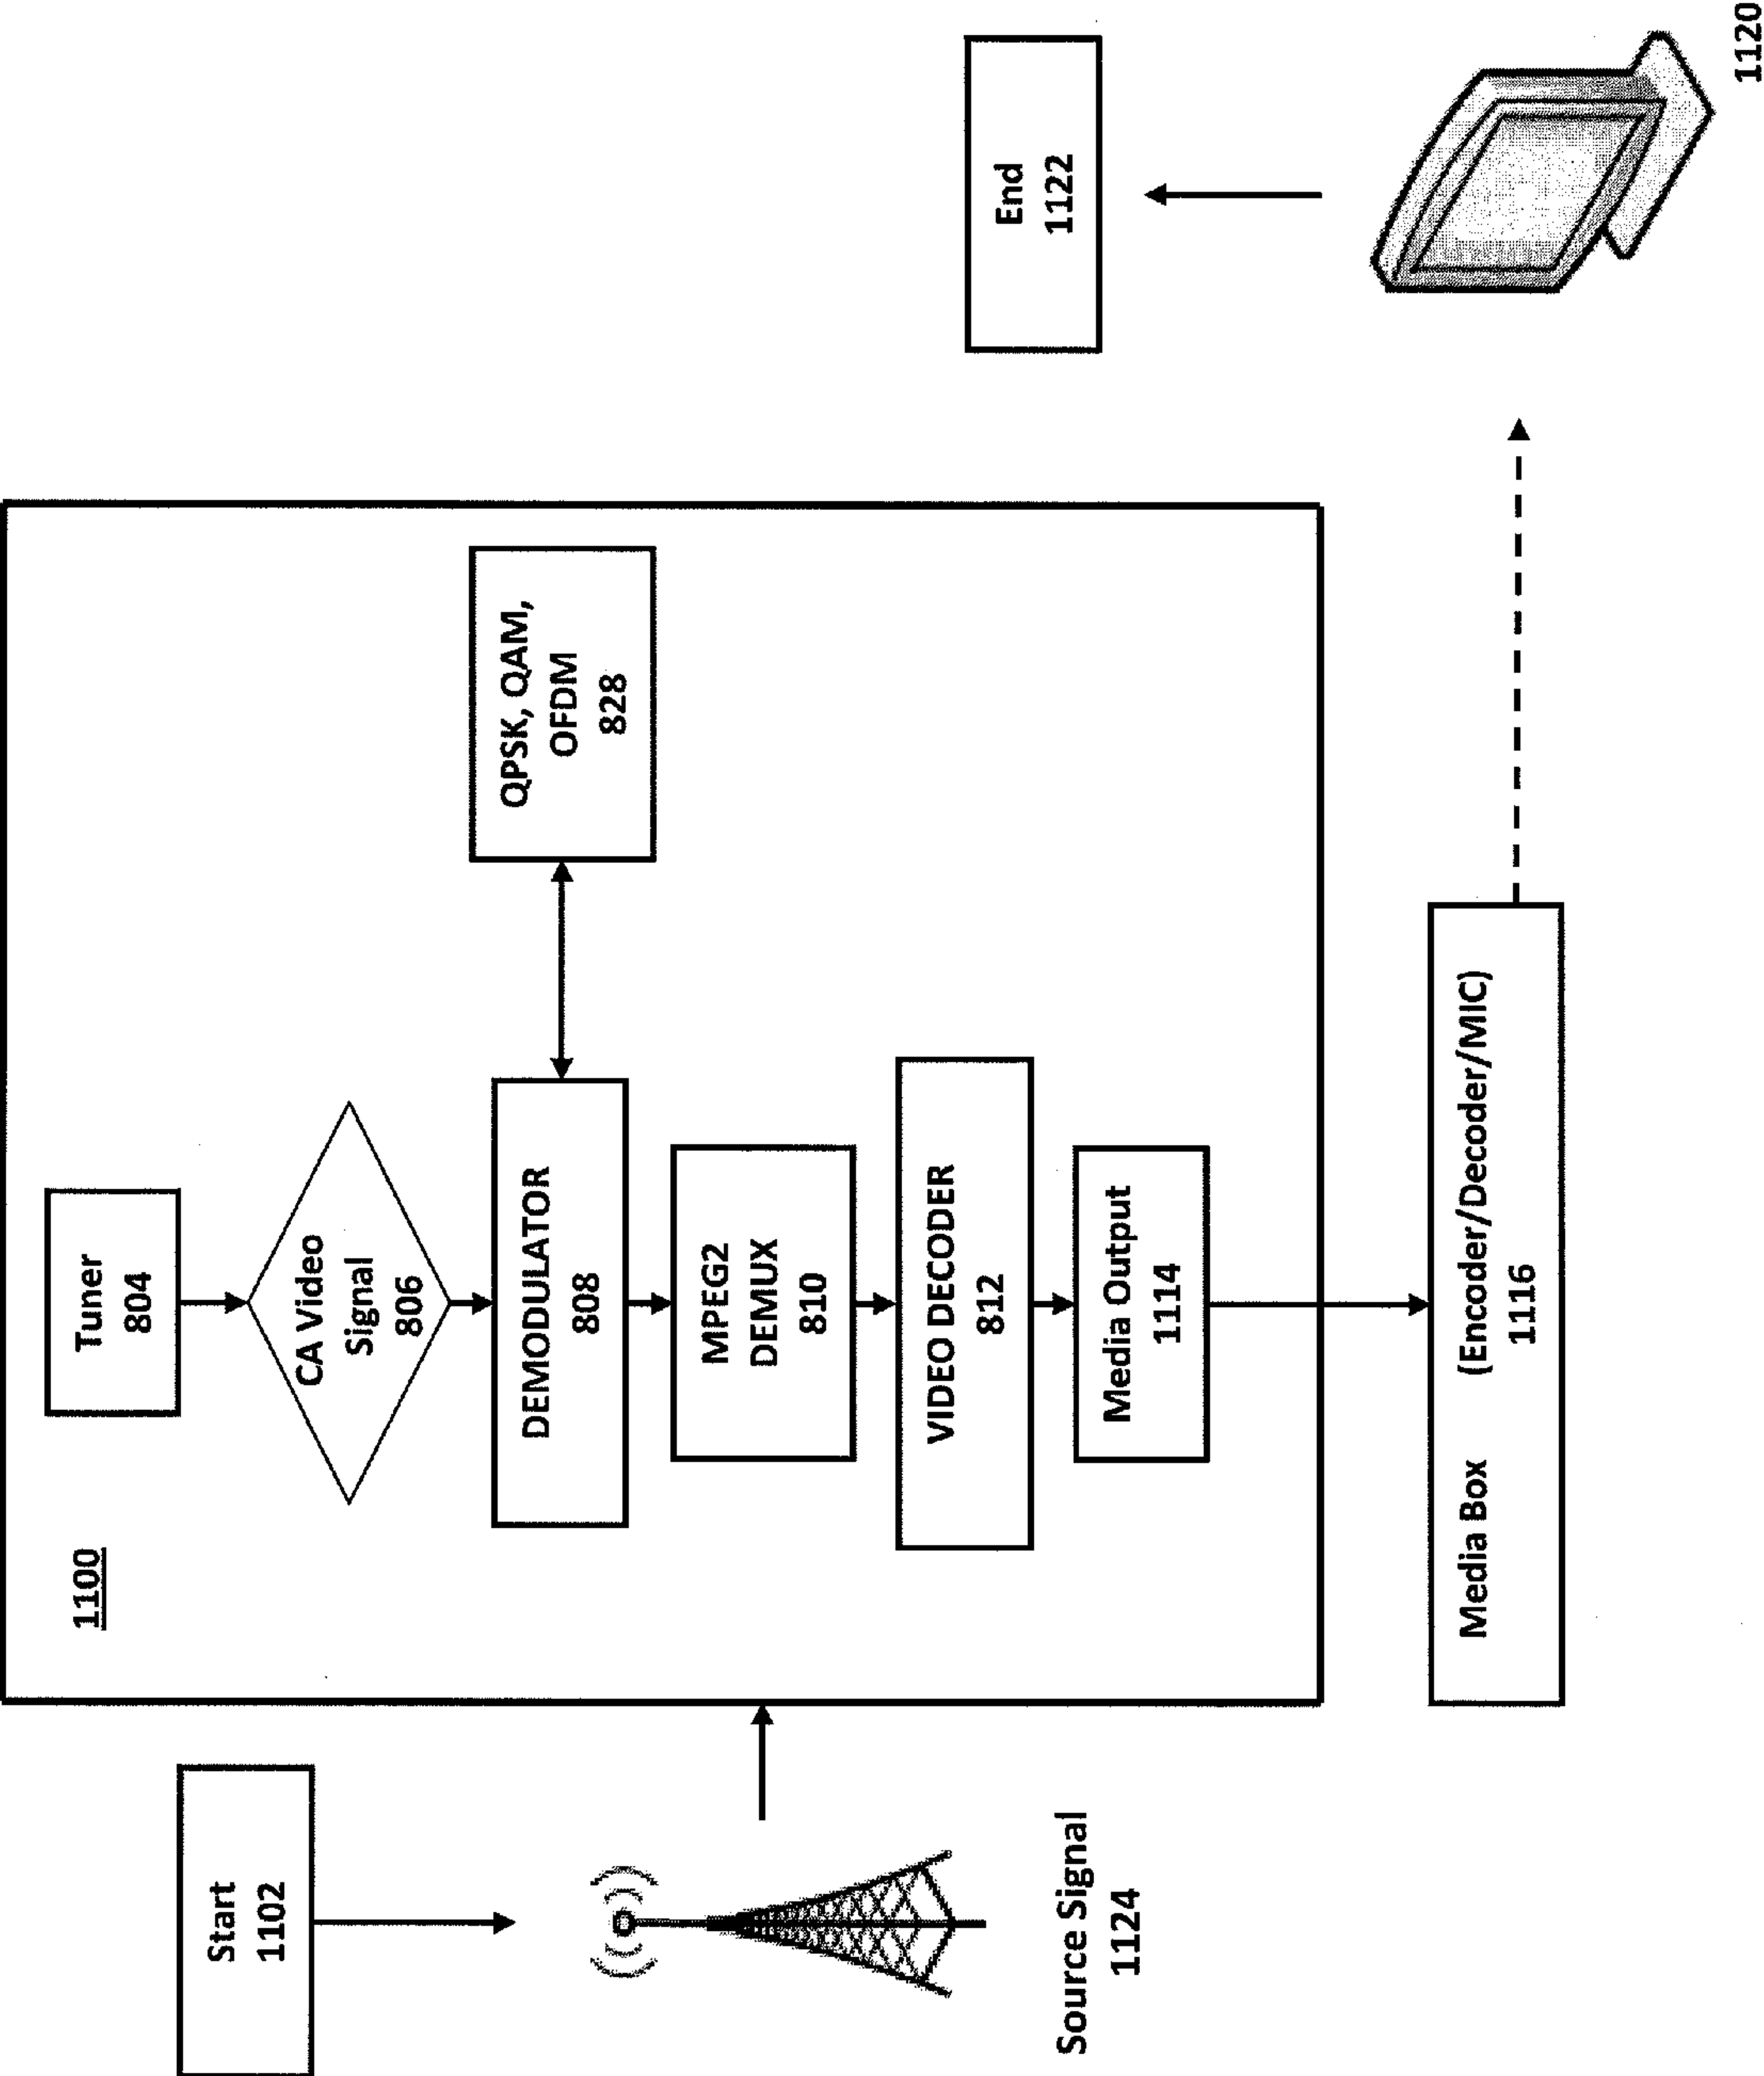 1100
Start
1102
Source Signal
1124
Tuner
804
CA Video
Signal
806
DEMODULATOR
808
QPSK, QAM,
OFDM
828
MPEG2
DEMUX
810
VIDEO DECODER
812
Media Output
1114
Media Box (Encoder/Decoder/MIC)
1116
End
1122
1120